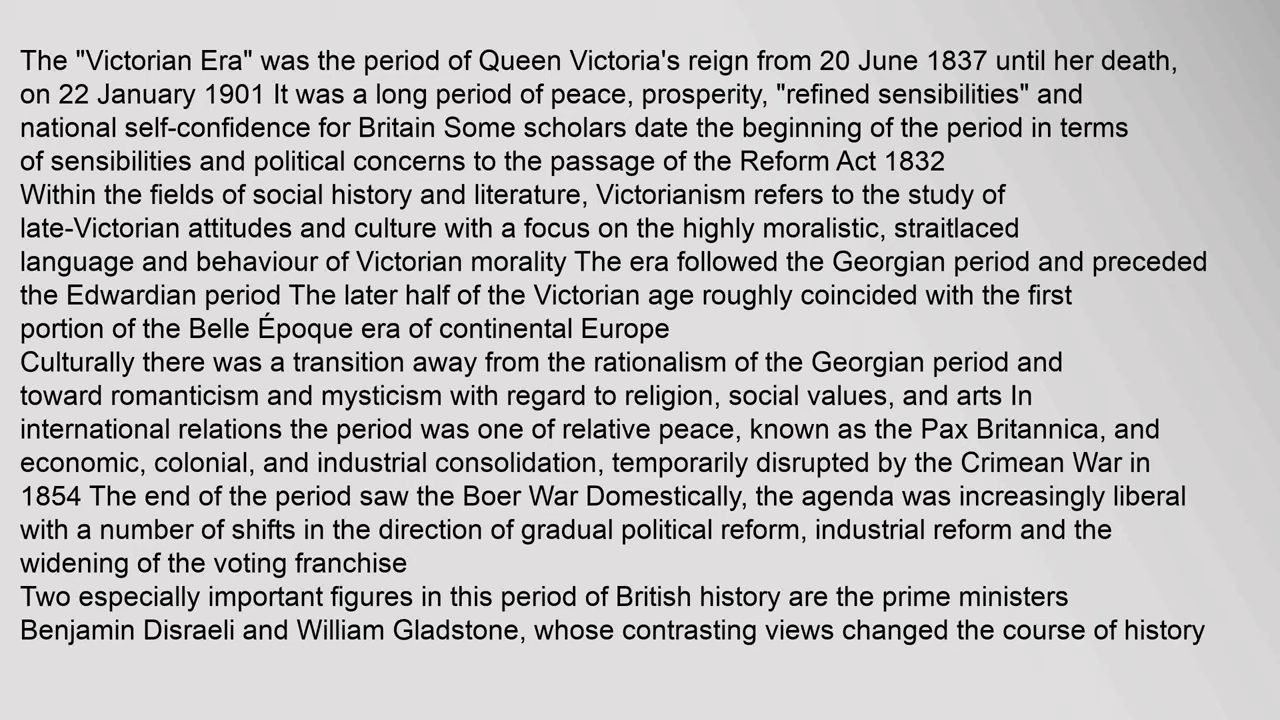 The "Victorian Era" was the period of Queen Victoria's reign from 20 June 1837 until her death,
on 22 January 1901 It was a long period of peace, prosperity, "refined sensibilities" and
national self-confidence for Britain Some scholars date the beginning of the period in terms
of sensibilities and political concerns to the passage of the Reform Act 1832
Within the fields of social history and literature, Victorianism refers to the study of
late-Victorian attitudes and culture with a focus on the highly moralistic, straitlaced
language and behaviour of Victorian morality The era followed the Georgian period and preceded
the Edwardian period The later half of the Victorian age roughly coincided with the first
portion of the Belle Époque era of continental Europe
Culturally there was a transition away from the rationalism of the Georgian period and
toward romanticism and mysticism with regard to religion, social values, and arts In
international relations the period was one of relative peace, known as the Pax Britannica, and
economic, colonial, and industrial consolidation, temporarily disrupted by the Crimean War in
1854 The end of the period saw the Boer War Domestically, the agenda was increasingly liberal
with a number of shifts in the direction of gradual political reform, industrial reform and the
widening of the voting franchise
Two especially important figures in this period of British history are the prime ministers
Benjamin Disraeli and William Gladstone, whose contrasting views changed the course of history